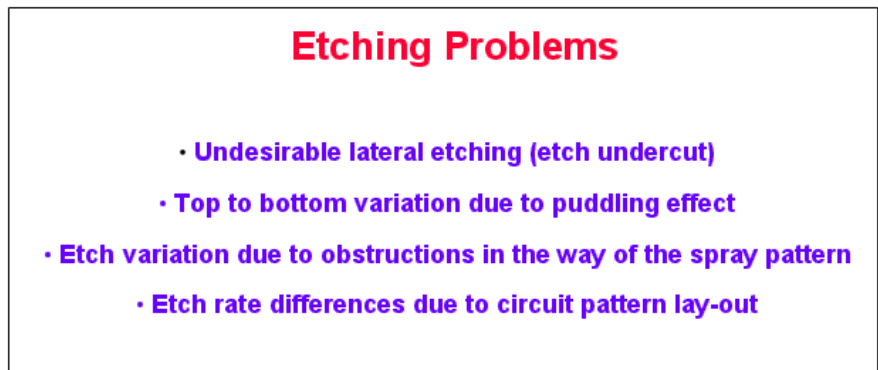 Etching Problems
• Undesirable lateral etching (etch undercut)
• Top to bottom variation due to puddling effect
• Etch variation due to obstructions in the way of the spray pattern
• Etch rate differences due to circuit pattern lay-out